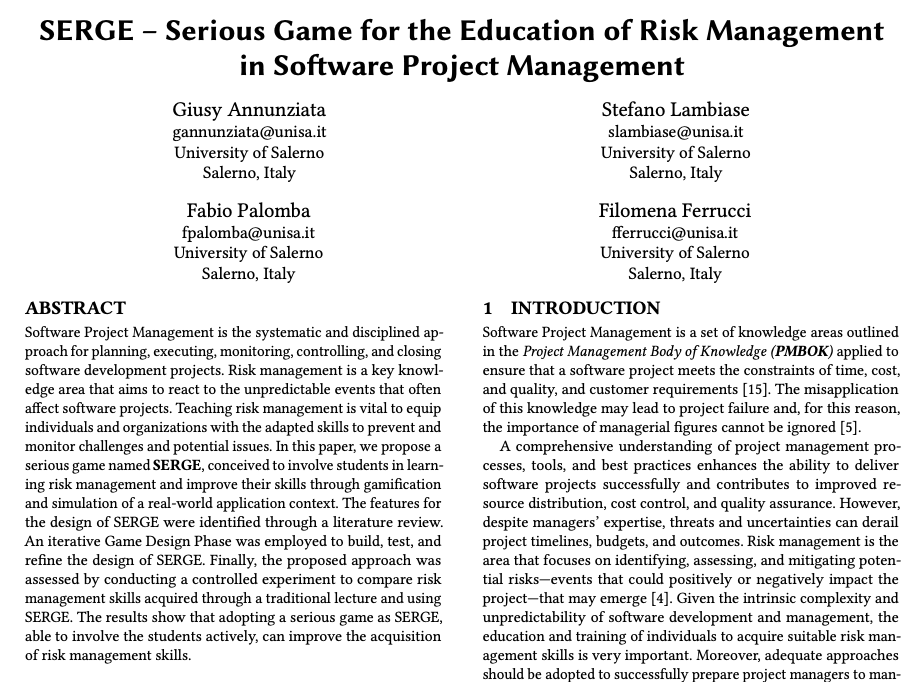 SERGE – Serious Game for the Education of Risk Management
in Software Project Management
Giusy Annunziata
gannunziata@unisa.it
University of Salerno
Salerno, Italy
Stefano Lambiase
slambiase@unisa.it
University of Salerno
Salerno, Italy
Fabio Palomba
fpalomba@unisa.it
University of Salerno
Salerno, Italy
Filomena Ferrucci
fferrucci@unisa.it
University of Salerno
Salerno, Italy
ABSTRACT
Software Project Management is the systematic and disciplined ap-
proach for planning, executing, monitoring, controlling, and closing
software development projects. Risk management is a key knowl-
edge area that aims to react to the unpredictable events that often
affect software projects. Teaching risk management is vital to equip
individuals and organizations with the adapted skills to prevent and
monitor challenges and potential issues. In this paper, we propose a
serious game named SERGE, conceived to involve students in learn-
ing risk management and improve their skills through gamification
and simulation of a real-world application context. The features for
the design of SERGE were identified through a literature review.
An iterative Game Design Phase was employed to build, test, and
refine the design of SERGE. Finally, the proposed approach was
assessed by conducting a controlled experiment to compare risk
management skills acquired through a traditional lecture and using
SERGE. The results show that adopting a serious game as SERGE,
able to involve the students actively, can improve the acquisition
of risk management skills.
1 INTRODUCTION
Software Project Management is a set of knowledge areas outlined
in the Project Management Body of Knowledge (PMBOK) applied to
ensure that a software project meets the constraints of time, cost,
and quality, and customer requirements [15]. The misapplication
of this knowledge may lead to project failure and, for this reason,
the importance of managerial figures cannot be ignored [5].
A comprehensive understanding of project management pro-
cesses, tools, and best practices enhances the ability to deliver
software projects successfully and contributes to improved re-
source distribution, cost control, and quality assurance. However,
despite managers’ expertise, threats and uncertainties can derail
project timelines, budgets, and outcomes. Risk management is the
area that focuses on identifying, assessing, and mitigating poten-
tial risks—events that could positively or negatively impact the
project—that may emerge [4]. Given the intrinsic complexity and
unpredictability of software development and management, the
education and training of individuals to acquire suitable risk man-
agement skills is very important. Moreover, adequate approaches
should be adopted to successfully prepare project managers to man-